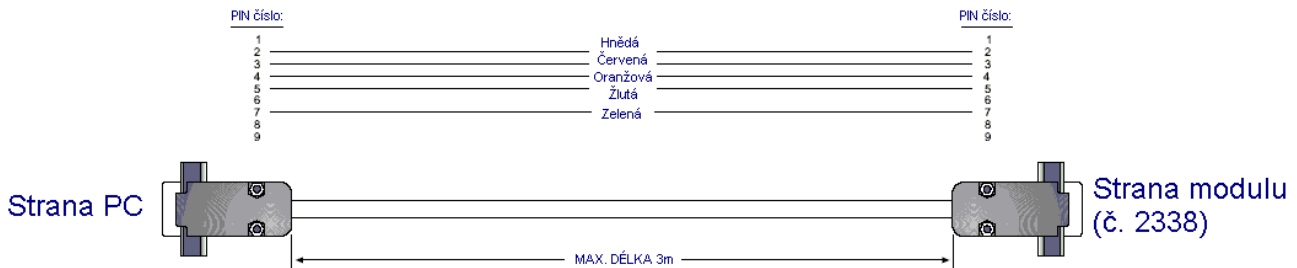 PIN číslo: PIN číslo:
1 1
2 Hnědá 2
3 Červená 3
4 Oranžová 4
5 Žlutá 5
6 6
7 Zelená 7
8 8
9 9
Strana PC
Strana modulu
(č. 2338)
MAX. DÉLKA 3m